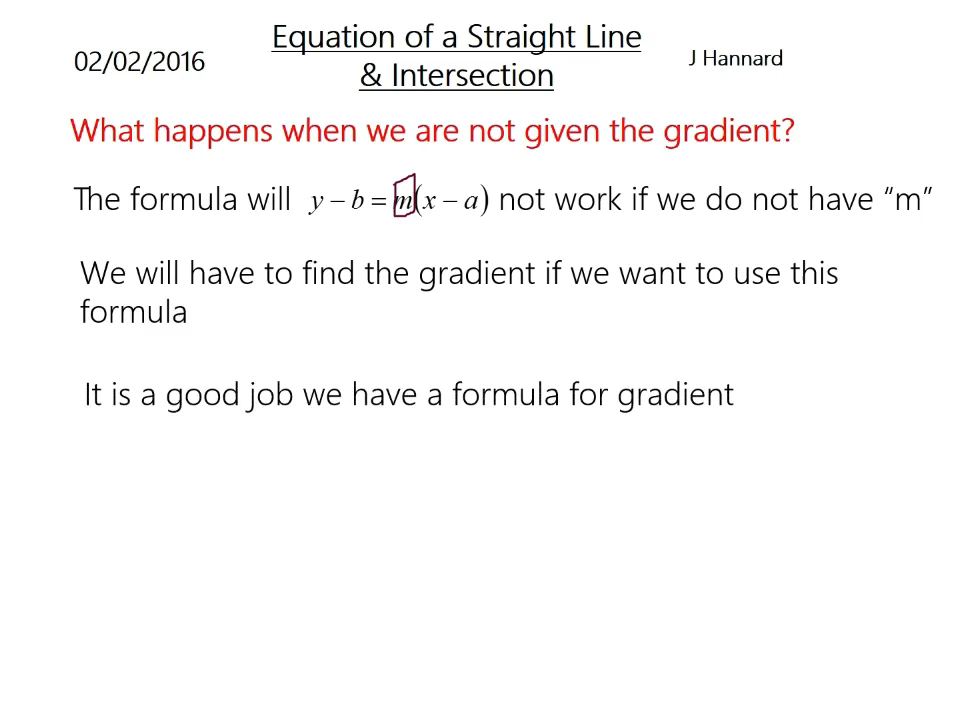 Equation of a Straight Line
02/02/2016
& Intersection
J Hannard
What happens when we are not given the gradient?
The formula will y − b = m(x − a) not work if we do not have “m”
We will have to find the gradient if we want to use this
formula
It is a good job we have a formula for gradient